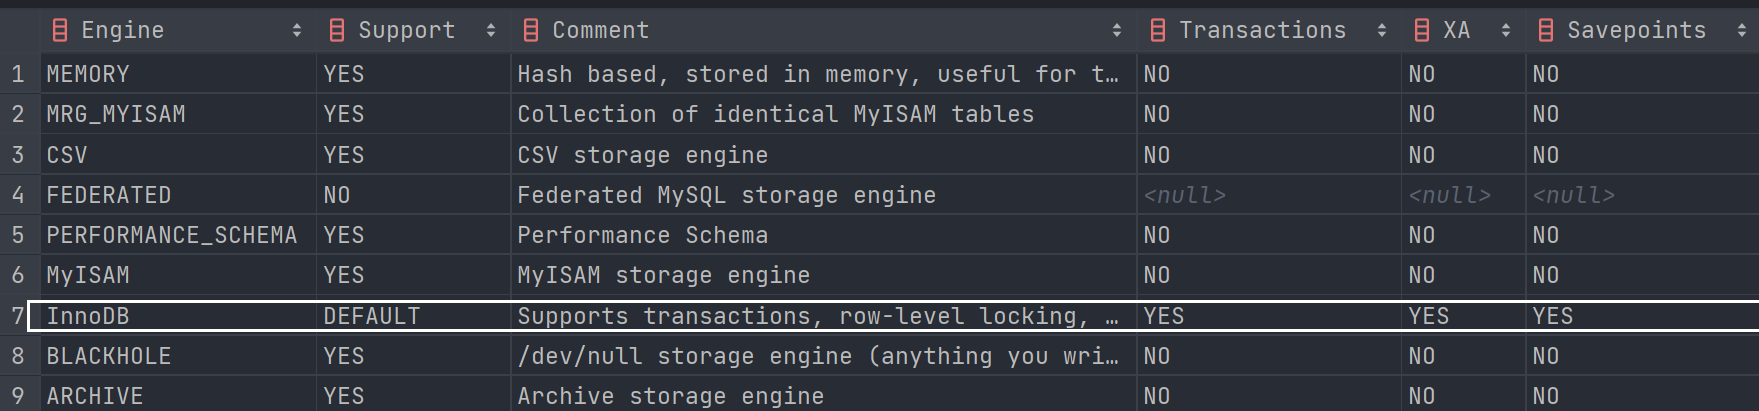 Engine Support Comment Transactions XA Savepoints
1 MEMORY YES Hash based, stored in memory, useful for t… NO NO NO
2 MRG_MYISAM YES Collection of identical MyISAM tables NO NO NO
3 CSV YES CSV storage engine NO NO NO
4 FEDERATED NO Federated MySQL storage engine <null> <null> <null>
5 PERFORMANCE_SCHEMA YES Performance Schema NO NO NO
6 MyISAM YES MyISAM storage engine NO NO NO
7 InnoDB DEFAULT Supports transactions, row-level locking, … YES YES YES
8 BLACKHOLE YES /dev/null storage engine (anything you wri… NO NO NO
9 ARCHIVE YES Archive storage engine NO NO NO